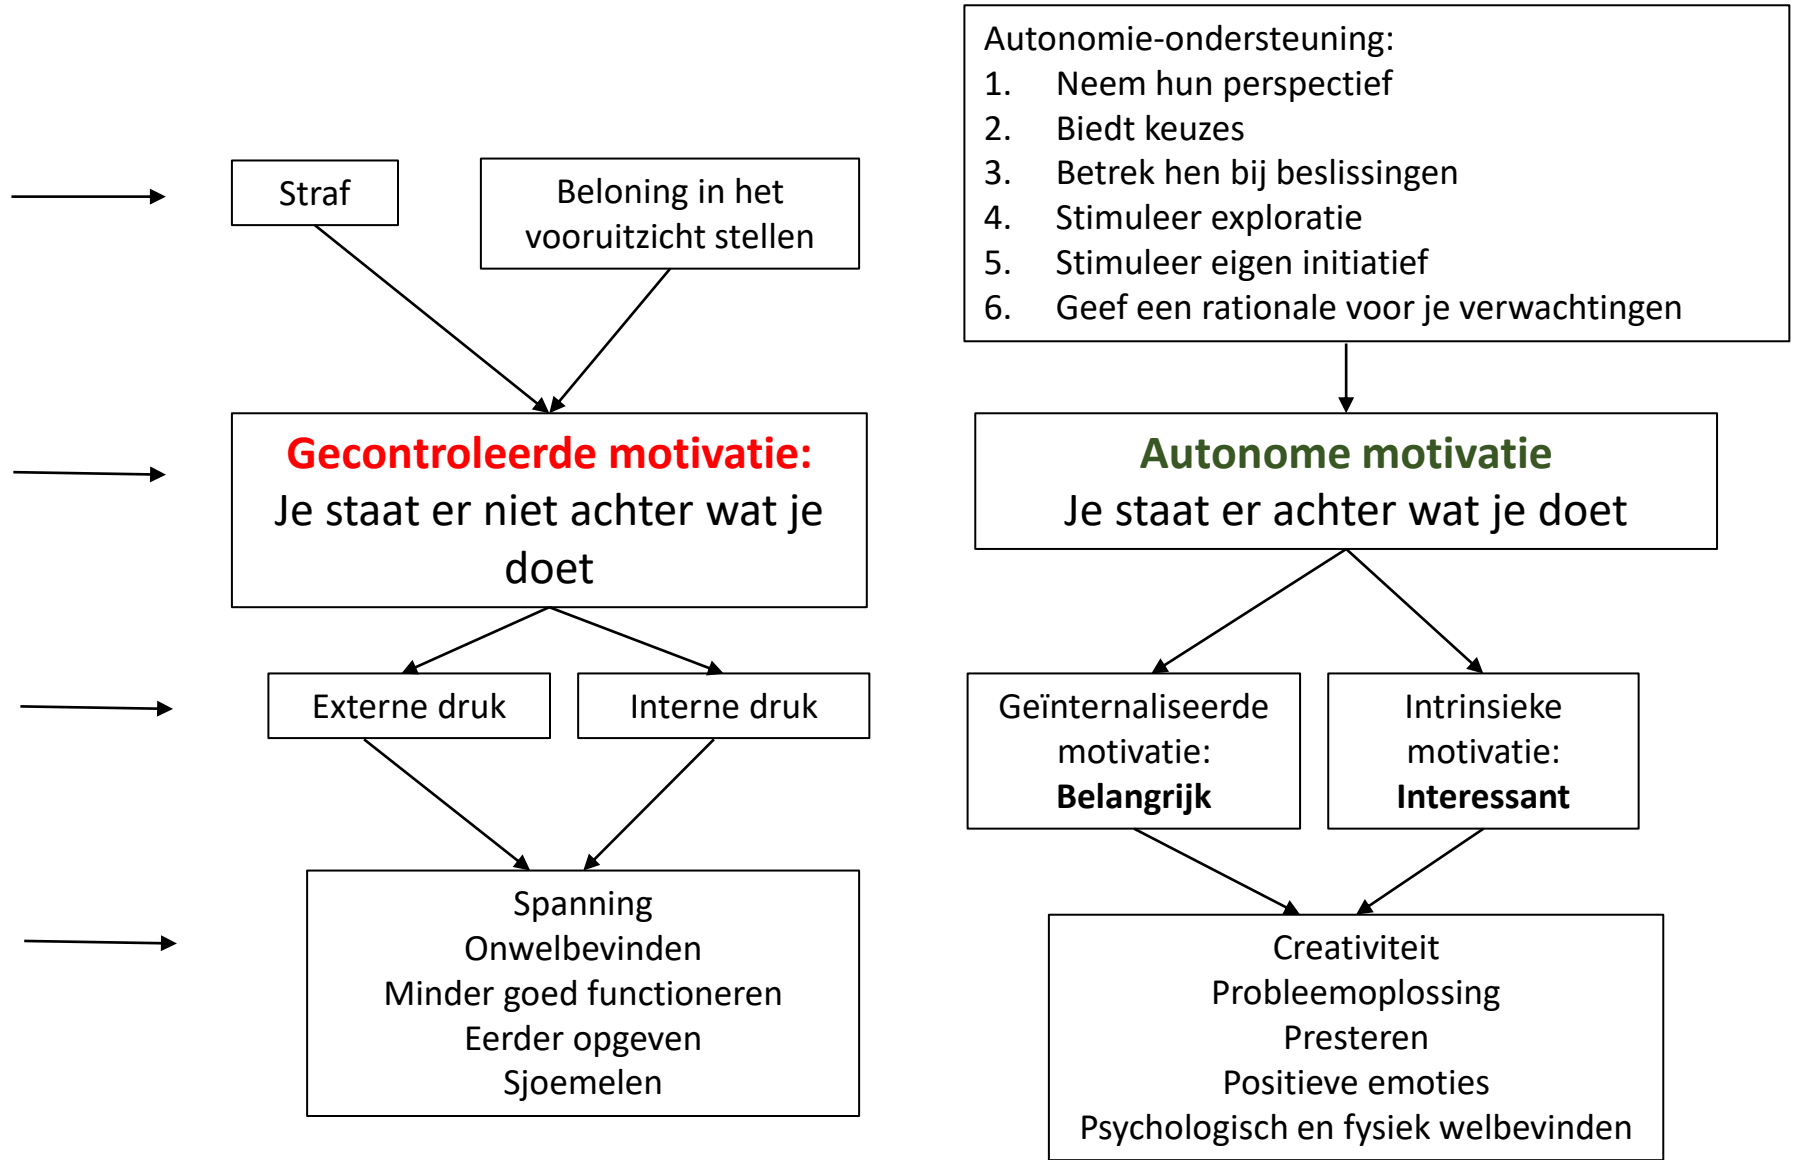 Autonomie-ondersteuning:
1. Neem hun perspectief
2. Biedt keuzes
3. Betrek hen bij beslissingen
4. Stimuleer exploratie
5. Stimuleer eigen initiatief
6. Geef een rationale voor je verwachtingen
Straf
Beloning in het
vooruitzicht stellen
Gecontroleerde motivatie:
Je staat er niet achter wat je
doet
Autonome motivatie
Je staat er achter wat je doet
Externe druk
Interne druk
Geïnternaliseerde
motivatie:
Belangrijk
Intrinsieke
motivatie:
Interessant
Spanning
Onwelbevinden
Minder goed functioneren
Eerder opgeven
Sjoemelen
Creativiteit
Probleemoplossing
Presteren
Positieve emoties
Psychologisch en fysiek welbevinden